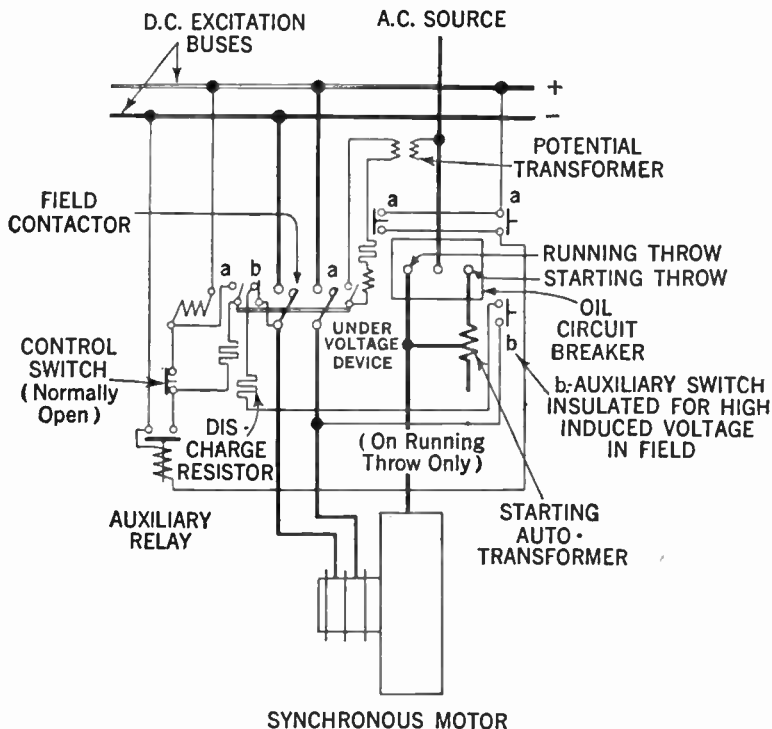 D.C. EXCITATION
BUSES
A.C. SOURCE
+
−
POTENTIAL
TRANSFORMER
FIELD
CONTACTOR
a
a
a
b
a
RUNNING THROW
STARTING THROW
OIL
CIRCUIT
BREAKER
UNDER
VOLTAGE
DEVICE
b
CONTROL
SWITCH
(Normally
Open)
b-AUXILIARY SWITCH
INSULATED FOR HIGH
INDUCED VOLTAGE
IN FIELD
DIS-
CHARGE
RESISTOR
(On Running
Throw Only)
AUXILIARY
RELAY
STARTING
AUTO-
TRANSFORMER
SYNCHRONOUS MOTOR